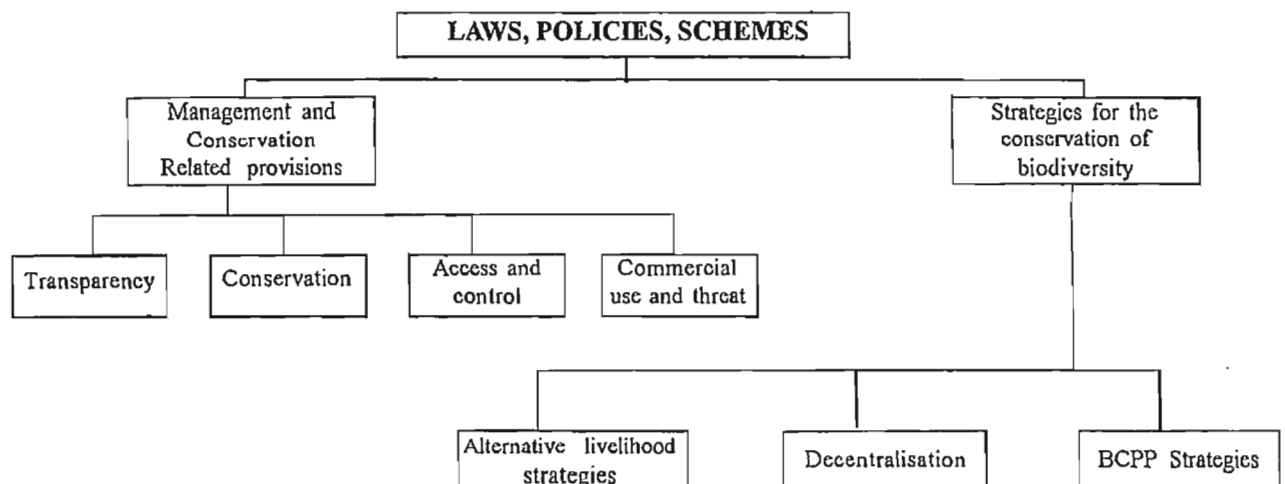 LAWS, POLICIES, SCHEMES
Management and
Conservation
Related provisions
Strategies for the
conservation of
biodiversity
Transparency
Conservation
Access and
control
Commercial
use and threat
Alternative livelihood
strategies
Decentralisation
BCPP Strategies